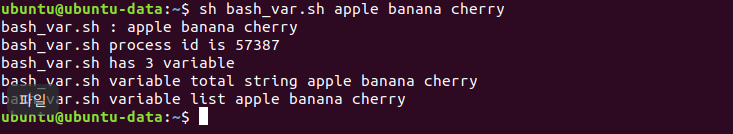 ubuntu@ubuntu-data:~$ sh bash_var.sh apple banana cherry
bash_var.sh : apple banana cherry
bash_var.sh process id is 57387
bash_var.sh has 3 variable
bash_var.sh variable total string apple banana cherry
bash_var.sh variable list apple banana cherry
파일
ubuntu@ubuntu-data:~$